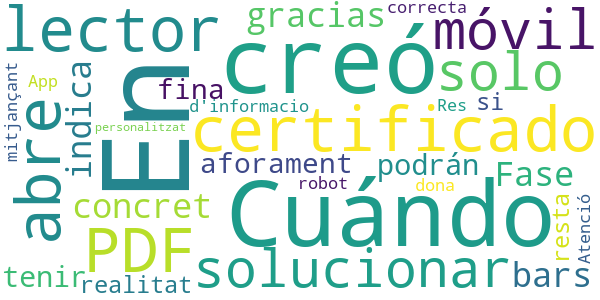 lector
En
creó
gracias
correcta
móvil
solo
mitjançant
App
abre
indica
fina
d'informacio
certificado
Res
si
personalitzat
aforament
podrán
Fase
robot
dona
concret
Cuándo
PDF
solucionar
bars
resta
Atenció
tenir
realitat